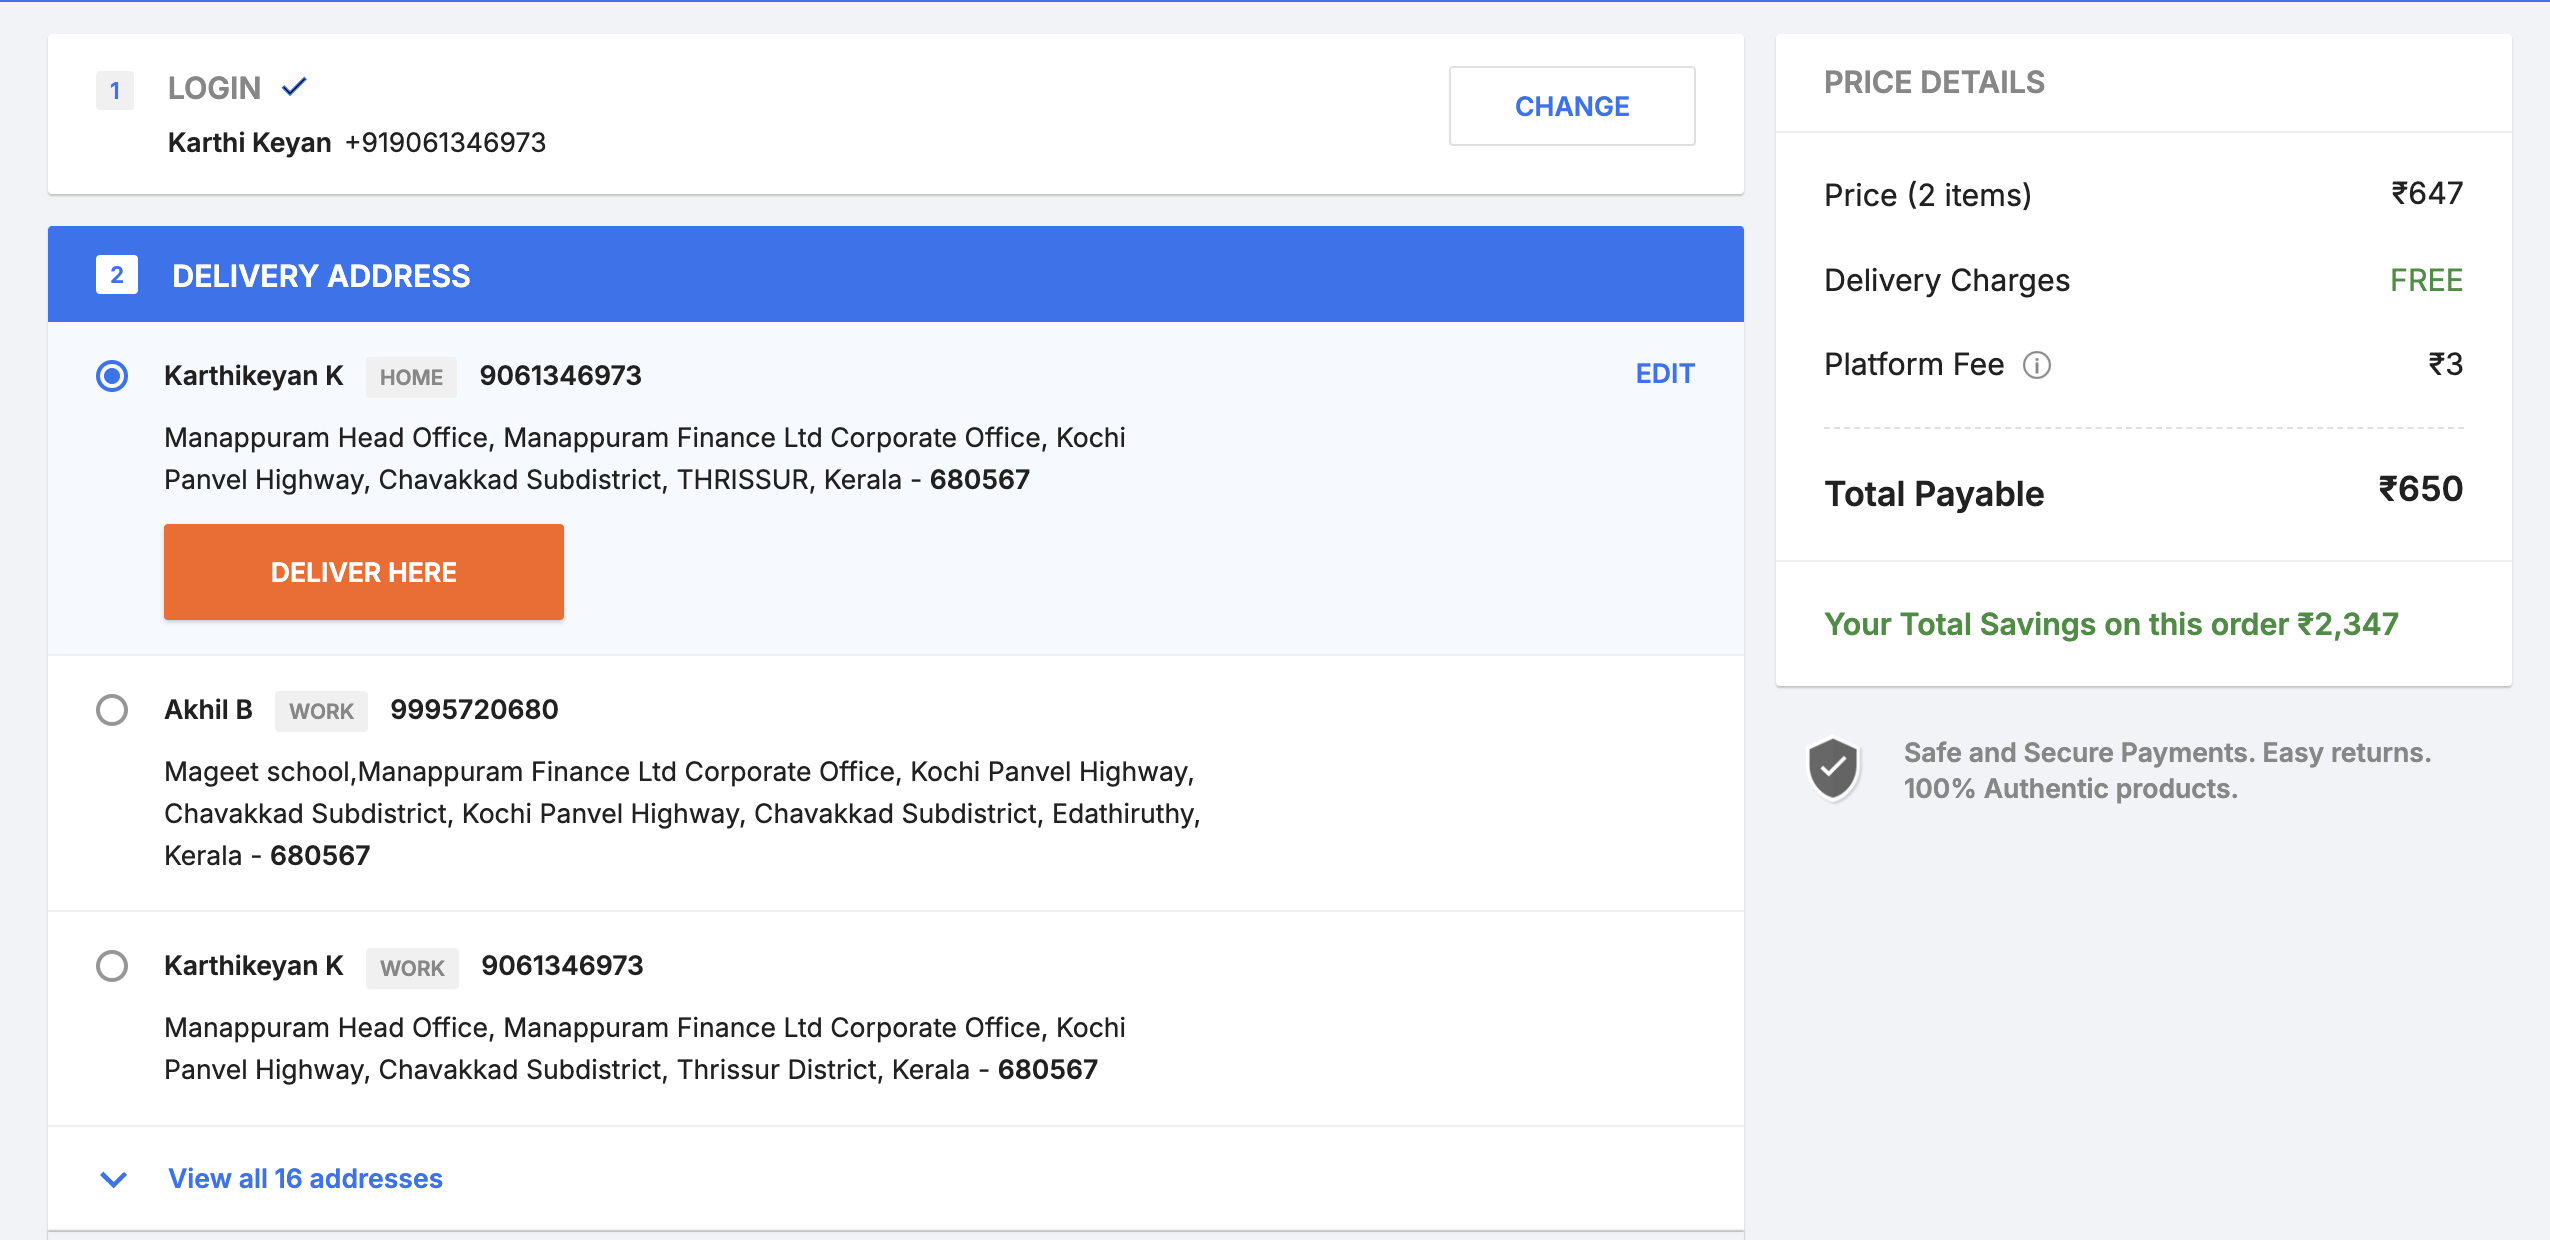 1 LOGIN
Karthi Keyan +919061346973
CHANGE
2 DELIVERY ADDRESS
Karthikeyan K HOME 9061346973
EDIT
Manappuram Head Office, Manappuram Finance Ltd Corporate Office, Kochi
Panvel Highway, Chavakkad Subdistrict, THRISSUR, Kerala - 680567
DELIVER HERE
Akhil B WORK 9995720680
Mageet school,Manappuram Finance Ltd Corporate Office, Kochi Panvel Highway,
Chavakkad Subdistrict, Kochi Panvel Highway, Chavakkad Subdistrict, Edathiruthy,
Kerala - 680567
Karthikeyan K WORK 9061346973
Manappuram Head Office, Manappuram Finance Ltd Corporate Office, Kochi
Panvel Highway, Chavakkad Subdistrict, Thrissur District, Kerala - 680567
View all 16 addresses
PRICE DETAILS
Price (2 items) ₹647
Delivery Charges FREE
Platform Fee ₹3
Total Payable ₹650
Your Total Savings on this order ₹2,347
Safe and Secure Payments. Easy returns.
100% Authentic products.